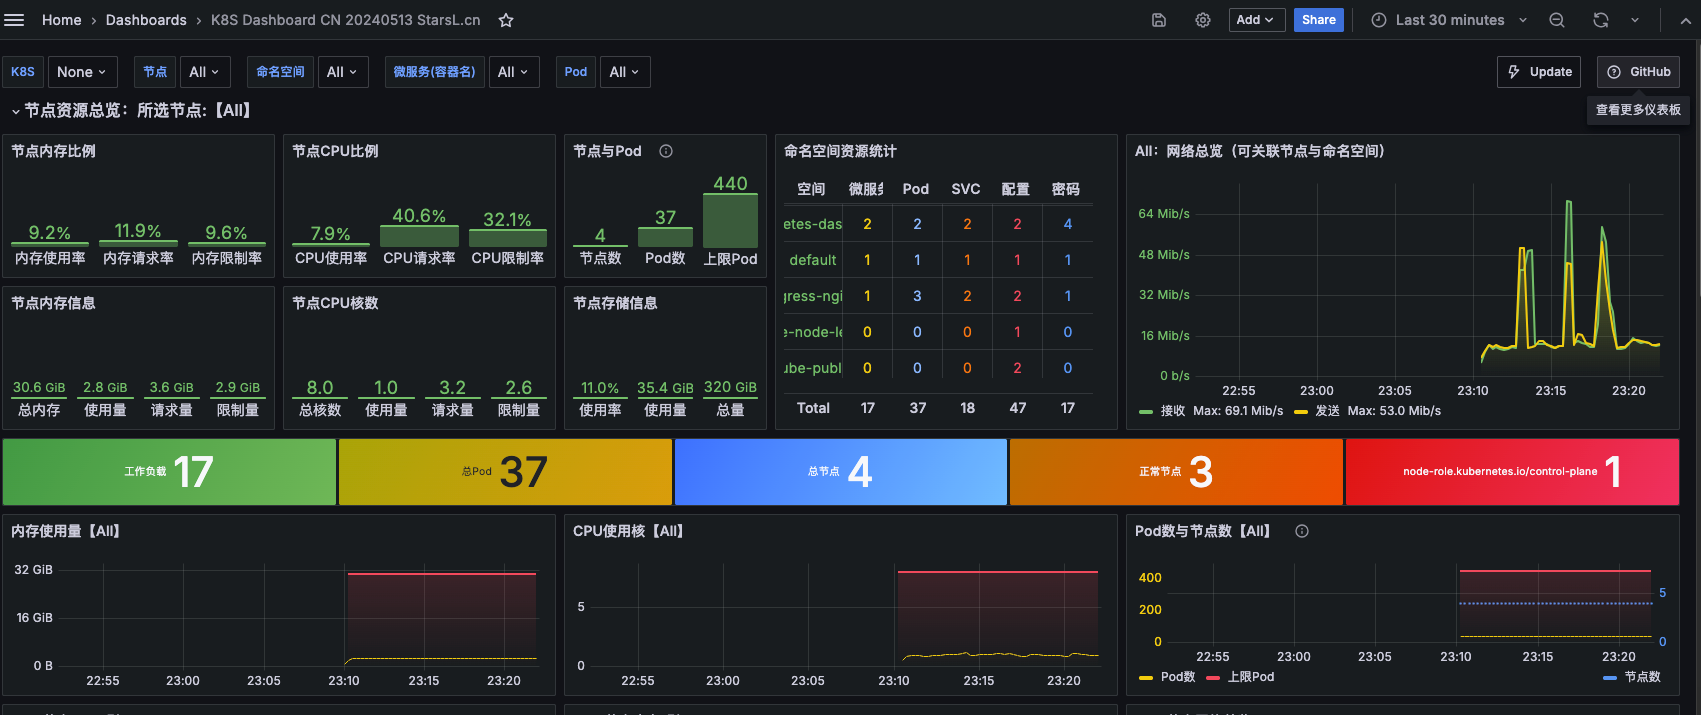 Home › Dashboards › K8S Dashboard CN 20240513 StarsL.cn
Add
Share
Last 30 minutes
K8S None 节点 All 命名空间 All 微服务(容器名) All Pod All
Update
GitHub
查看更多仪表板
节点资源总览：所选节点:【All】
节点内存比例
9.2% 11.9% 9.6%
内存使用率 内存请求率 内存限制率
节点CPU比例
7.9% 40.6% 32.1%
CPU使用率 CPU请求率 CPU限制率
节点与Pod
4 37 440
节点数 Pod数 上限Pod
节点内存信息
30.6 GiB 2.8 GiB 3.6 GiB 2.9 GiB
总内存 使用量 请求量 限制量
节点CPU核数
8.0 1.0 3.2 2.6
总核数 使用量 请求量 限制量
节点存储信息
11.0% 35.4 GiB 320 GiB
使用率 使用量 总量
命名空间资源统计
空间 微服务 Pod SVC 配置 密码
etes-das 2 2 2 2 4
default 1 1 1 1 1
gress-ngi 1 3 2 2 1
e-node-le 0 0 0 1 0
ube-publ 0 0 0 2 0
Total 17 37 18 47 17
All：网络总览（可关联节点与命名空间）
64 Mib/s
48 Mib/s
32 Mib/s
16 Mib/s
0 b/s
22:55 23:00 23:05 23:10 23:15 23:20
接收 Max: 69.1 Mib/s 发送 Max: 53.0 Mib/s
工作负载 17
总Pod 37
总节点 4
正常节点 3
node-role.kubernetes.io/control-plane 1
内存使用量【All】
32 GiB
16 GiB
0 B
22:55 23:00 23:05 23:10 23:15 23:20
CPU使用核【All】
5
0
22:55 23:00 23:05 23:10 23:15 23:20
Pod数与节点数【All】
400
200
0
5
0
22:55 23:00 23:05 23:10 23:15 23:20
Pod数 上限Pod 节点数